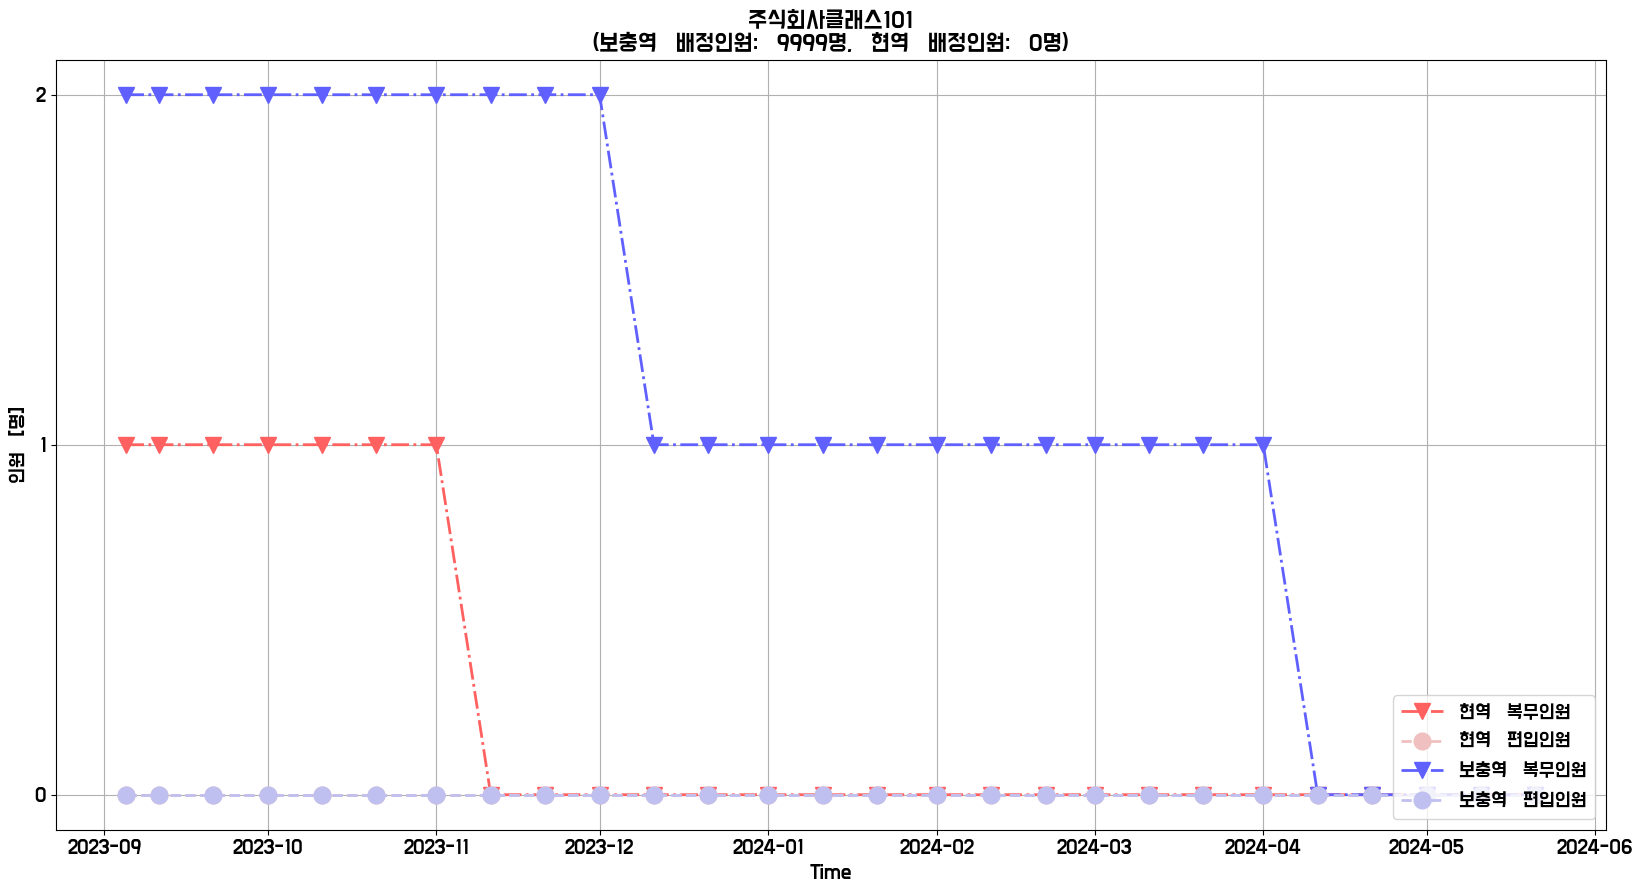 주식회사클래스101
(보충역 배정인원: 9999명, 현역 배정인원: 0명)
인원 [명]
2
1
0
현역 복무인원
현역 편입인원
보충역 복무인원
보충역 편입인원
2023-09 2023-10 2023-11 2023-12 2024-01 2024-02 2024-03 2024-04 2024-05 2024-06
Time